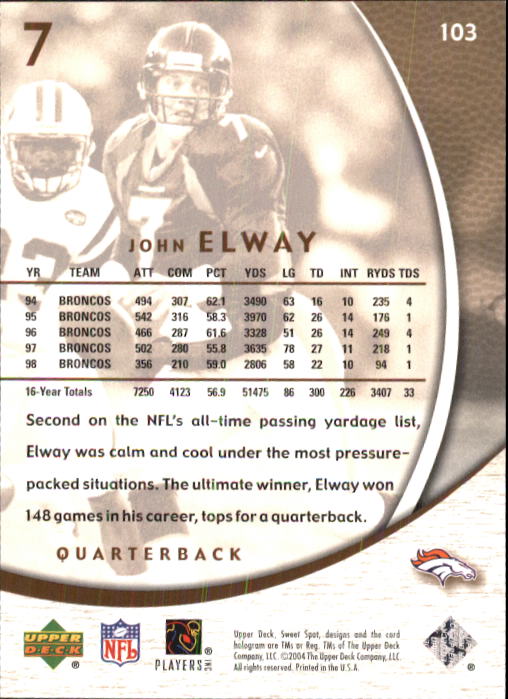 7
103
JOHN ELWAY
YR TEAM ATT COM PCT YDS LG TD INT RYDS TDS
94 BRONCOS 494 307 62.1 3490 63 16 10 235 4
95 BRONCOS 542 316 58.3 3970 62 26 14 176 1
96 BRONCOS 466 287 61.6 3328 51 26 14 249 4
97 BRONCOS 502 280 55.8 3635 78 27 11 218 1
98 BRONCOS 356 210 59.0 2806 58 22 10 94 1
16-Year Totals 7250 4123 56.9 51475 86 300 226 3407 33
Second on the NFL's all-time passing yardage list,
Elway was calm and cool under the most pressure-
packed situations. The ultimate winner, Elway won
148 games in his career, tops for a quarterback.
QUARTERBACK
UPPER DECK ®
NFL
PLAYERS INC ®
Upper Deck, Sweet Spot, designs and the card
hologram are TMs or Reg. TMs of The Upper Deck
Company, LLC. ©2004 The Upper Deck Company, LLC.
All rights reserved. Printed in the U.S.A.
®